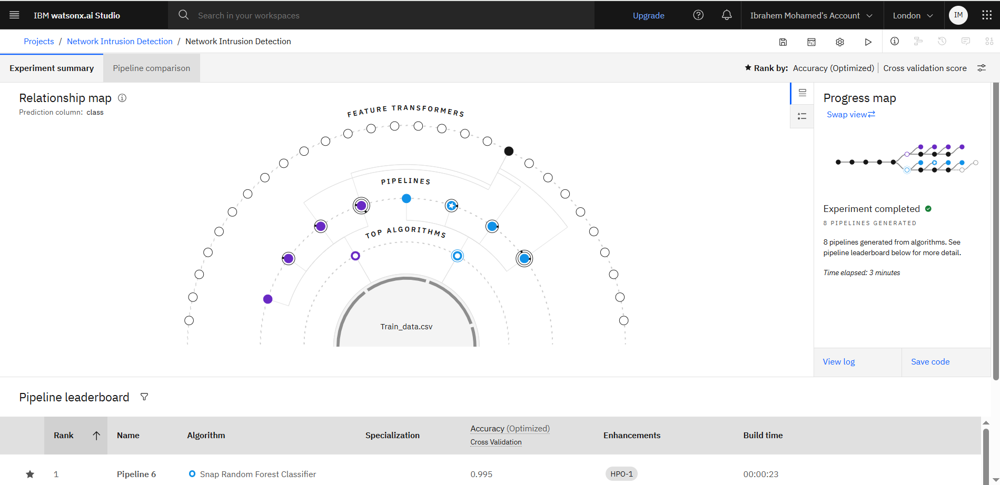 IBM watsonx.ai Studio
Search in your workspaces
Upgrade
Ibrahem Mohamed's Account
London
IM
Projects / Network Intrusion Detection / Network Intrusion Detection
Experiment summary
Pipeline comparison
Rank by: Accuracy (Optimized) | Cross validation score
Relationship map
Prediction column: class
FEATURE TRANSFORMERS
PIPELINES
TOP ALGORITHMS
Train_data.csv
Progress map
Swap view
Experiment completed
8 PIPELINES GENERATED
8 pipelines generated from algorithms. See
pipeline leaderboard below for more detail.
Time elapsed: 3 minutes
View log
Save code
Pipeline leaderboard
Rank
Name
Algorithm
Specialization
Accuracy (Optimized)
Cross Validation
Enhancements
Build time
1
Pipeline 6
Snap Random Forest Classifier
0.995
HPO-1
00:00:23